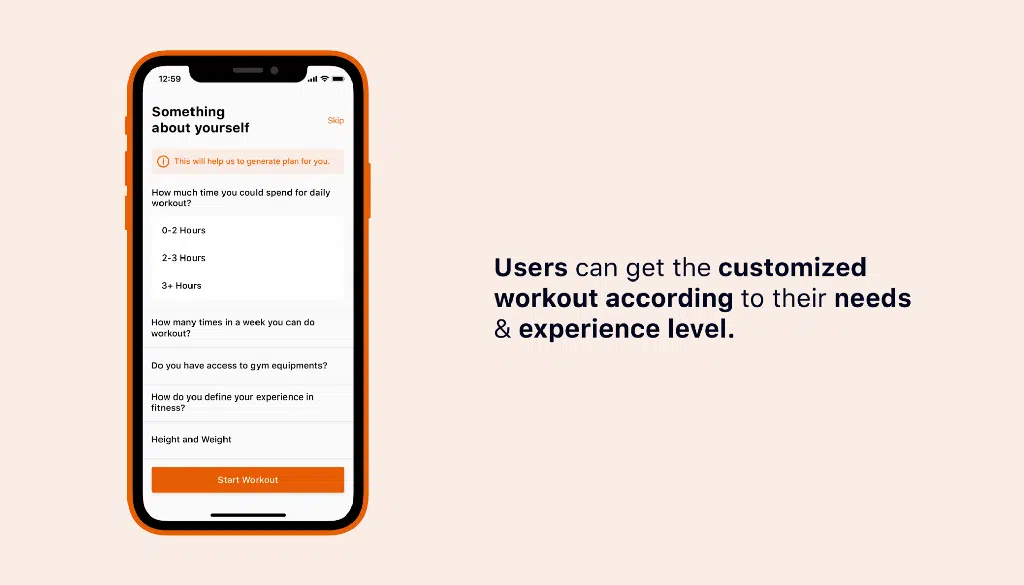 12:59
Something
about yourself
Skip
This will help us to generate plan for you.
How much time you could spend for daily
workout?
0-2 Hours
2-3 Hours
3+ Hours
How many times in a week you can do
workout?
Do you have access to gym equipments?
How do you define your experience in
fitness?
Height and Weight
Start Workout
Users can get the customized
workout according to their needs
& experience level.